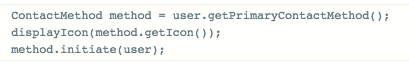 ContactMethod method = user.getPrimaryContactMethod();
displayIcon(method.getIcon());
method.initiate(user);